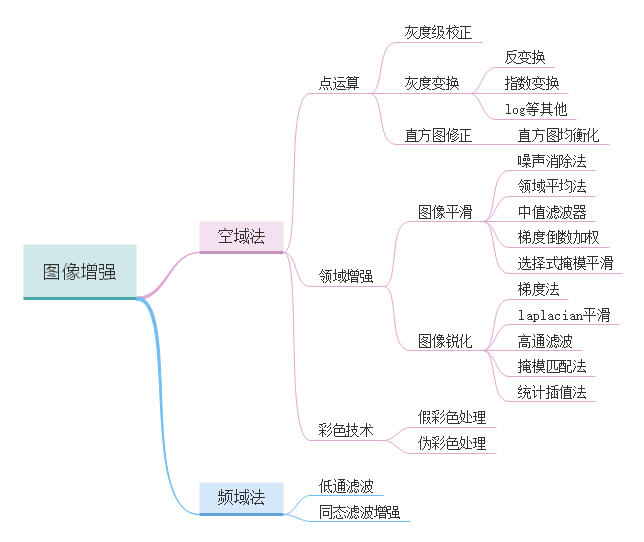 图像增强
空域法
点运算
灰度级校正
灰度变换
反变换
指数变换
log等其他
直方图修正
直方图均衡化
领域增强
图像平滑
噪声消除法
领域平均法
中值滤波器
梯度倒数加权
选择式掩模平滑
图像锐化
梯度法
laplacian平滑
高通滤波
掩模匹配法
统计插值法
彩色技术
假彩色处理
伪彩色处理
频域法
低通滤波
同态滤波增强